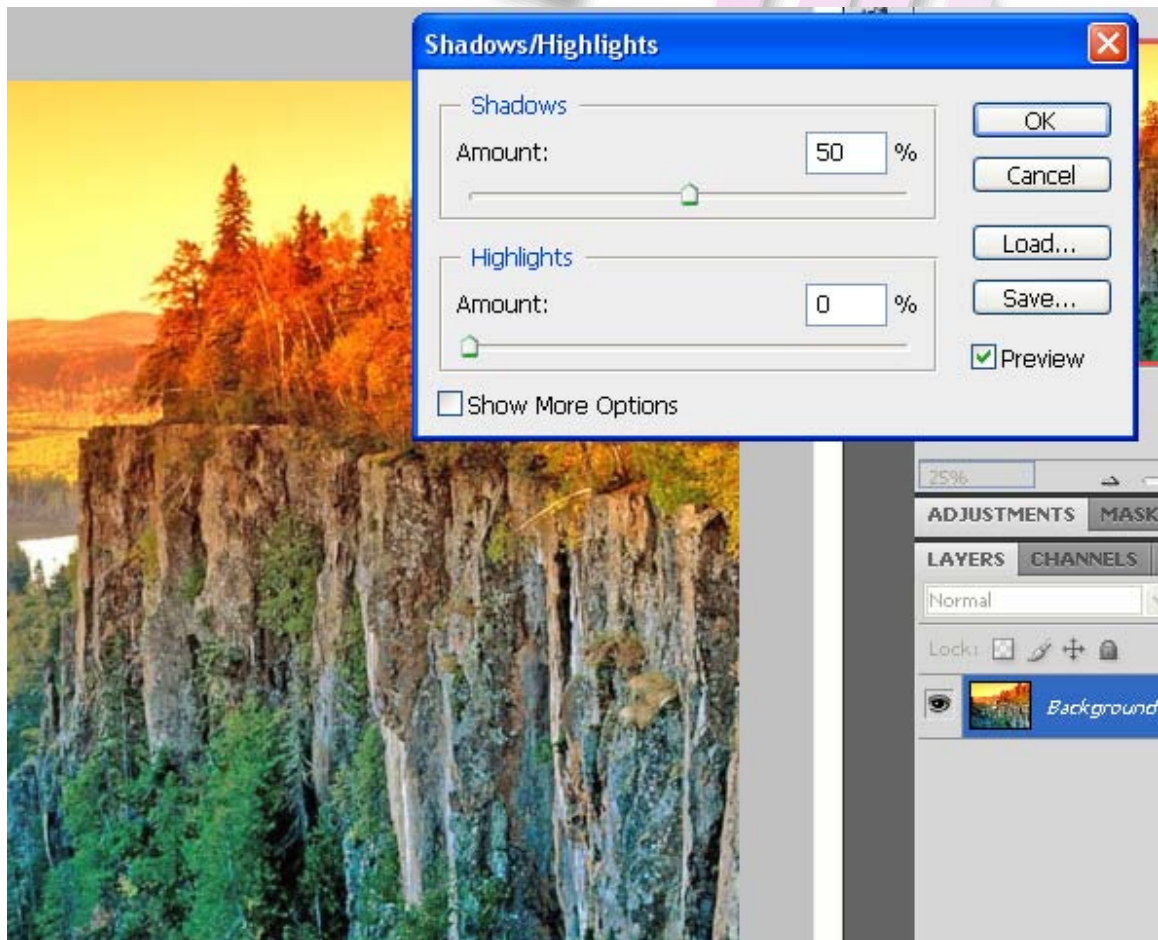 Shadows/Highlights
Shadows
Amount: 50 %
Highlights
Amount: 0 %
Show More Options
OK
Cancel
Load...
Save...
Preview
25%
ADJUSTMENTS MASK
LAYERS CHANNELS
Normal
Lock:
Background